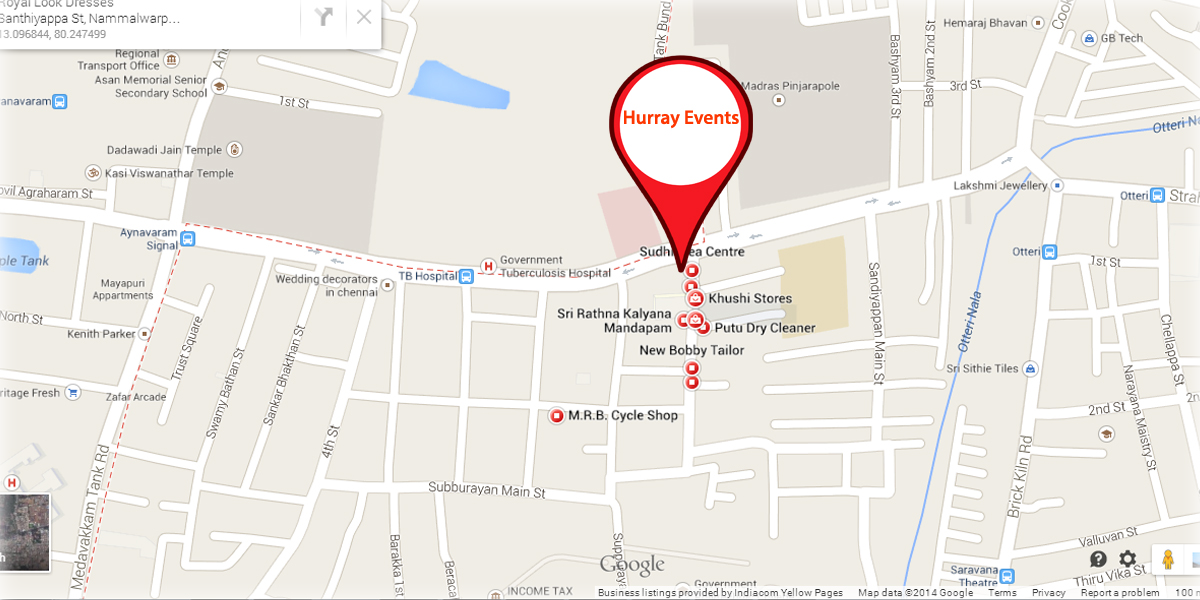 Royal Look Dresses
Santhiyappa St, Nammalwarp...
13.096844, 80.247499
Regional
Transport Office
Asan Memorial Senior
Secondary School
anavaram
1st St
Tank Bund
Hurray Events
Madras Pinjarapole
Bashyam 3rd St
Bashyam 2nd St
Hemaraj Bhavan
GB Tech
3rd St
Otteri Na
Dadawadi Jain Temple
Kasi Viswanathar Temple
ovil Agraharam St
Lakshmi Jewellery
Otteri
Strah
Aynavaram
Signal
ple Tank
Mayapuri
Appartments
Wedding decorators
in chennai
TB Hospital
Government
Tuberculosis Hospital
Centre
Otteri
1st St
Khushi Stores
Sri Rathna Kalyana
Mandapam
Putu Dry Cleaner
New Bobby Tailor
Sandiyappan Main St
Otteri Nala
Chellappa St
North St
Kenith Parker
Trust Square
Swamy Bathan St
Sankar Bhakthan St
Sri Sithie Tiles
Narayana Maistry St
ritage Fresh
Zafar Arcade
M.R.B. Cycle Shop
2nd St
4th St
Medavakkam Tank Rd
Subburayan Main St
Brick Kiln Rd
Valluvan St
Barakka 1st
Google
Saravana
Theatre
Thiru Vika St
INCOME TAX
Government
Business listings provided by Indiacom Yellow Pages
Map data ©2014 Google
Terms
Privacy
Report a problem
100 m